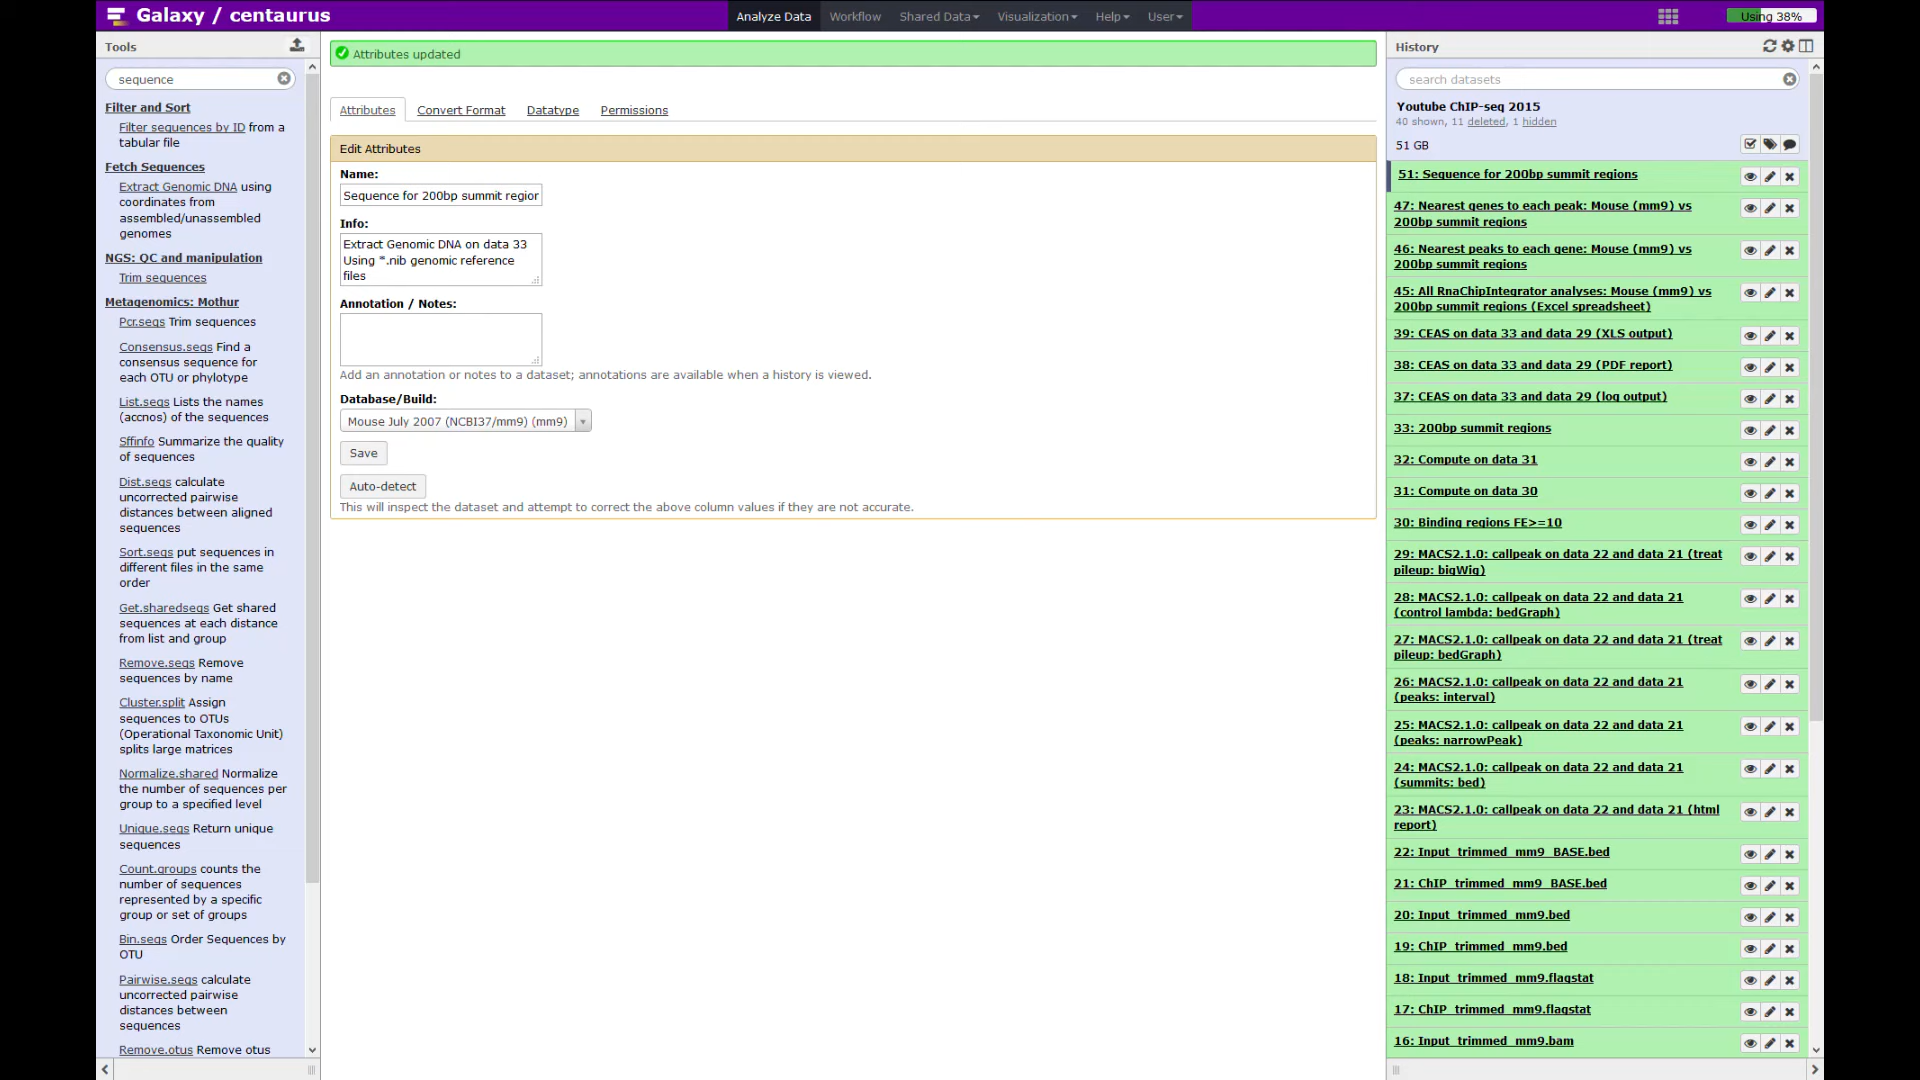 Galaxy / centaurus
Analyze Data
Workflow
Shared Data
Visualization
Help
User
Using 38%
Tools
sequence
Filter and Sort
Filter sequences by ID from a
tabular file
Fetch Sequences
Extract Genomic DNA using
coordinates from
assembled/unassembled
genomes
NGS: QC and manipulation
Trim sequences
Metagenomics: Mothur
Pcr.seqs Trim sequences
Consensus.seqs Find a
consensus sequence for
each OTU or phylotype
List.seqs Lists the names
(accnos) of the sequences
Sffinfo Summarize the quality
of sequences
Dist.seqs calculate
uncorrected pairwise
distances between aligned
sequences
Sort.seqs put sequences in
different files in the same
order
Get.sharedseqs Get shared
sequences at each distance
from list and group
Remove.seqs Remove
sequences by name
Cluster.split Assign
sequences to OTUs
(Operational Taxonomic Unit)
splits large matrices
Normalize.shared Normalize
the number of sequences per
group to a specified level
Unique.seqs Return unique
sequences
Count.groups counts the
number of sequences
represented by a specific
group or set of groups
Bin.seqs Order Sequences by
OTU
Pairwise.seqs calculate
uncorrected pairwise
distances between
sequences
Remove.otus Remove otus
Attributes updated
Attributes
Convert Format
Datatype
Permissions
Edit Attributes
Name:
Sequence for 200bp summit region
Info:
Extract Genomic DNA on data 33
Using *.nib genomic reference
files
Annotation / Notes:
Add an annotation or notes to a dataset; annotations are available when a history is viewed.
Database/Build:
Mouse July 2007 (NCBI37/mm9) (mm9)
Save
Auto-detect
This will inspect the dataset and attempt to correct the above column values if they are not accurate.
History
search datasets
Youtube ChIP-seq 2015
40 shown, 11 deleted, 1 hidden
51 GB
51: Sequence for 200bp summit regions
47: Nearest genes to each peak: Mouse (mm9) vs
200bp summit regions
46: Nearest peaks to each gene: Mouse (mm9) vs
200bp summit regions
45: All RnaChipIntegrator analyses: Mouse (mm9) vs
200bp summit regions (Excel spreadsheet)
39: CEAS on data 33 and data 29 (XLS output)
38: CEAS on data 33 and data 29 (PDF report)
37: CEAS on data 33 and data 29 (log output)
33: 200bp summit regions
32: Compute on data 31
31: Compute on data 30
30: Binding regions FE>=10
29: MACS2.1.0: callpeak on data 22 and data 21 (treat
pileup: bigWig)
28: MACS2.1.0: callpeak on data 22 and data 21
(control lambda: bedGraph)
27: MACS2.1.0: callpeak on data 22 and data 21 (treat
pileup: bedGraph)
26: MACS2.1.0: callpeak on data 22 and data 21
(peaks: interval)
25: MACS2.1.0: callpeak on data 22 and data 21
(peaks: narrowPeak)
24: MACS2.1.0: callpeak on data 22 and data 21
(summits: bed)
23: MACS2.1.0: callpeak on data 22 and data 21 (html
report)
22: Input_trimmed_mm9_BASE.bed
21: ChIP_trimmed_mm9_BASE.bed
20: Input_trimmed_mm9.bed
19: ChIP_trimmed_mm9.bed
18: Input_trimmed_mm9.flagstat
17: ChIP_trimmed_mm9.flagstat
16: Input_trimmed_mm9.bam